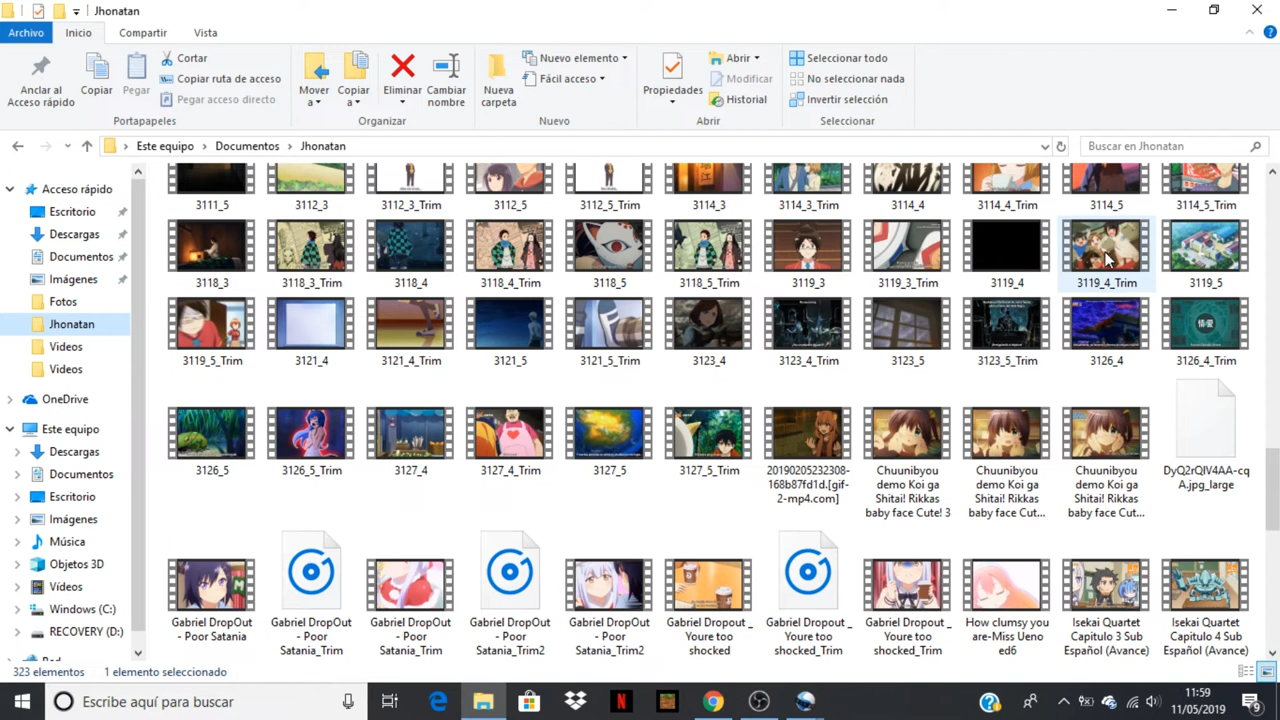 Jhonatan
Archivo Inicio Compartir Vista
Anclar al Acceso rápido
Copiar
Pegar
Cortar
Copiar ruta de acceso
Pegar acceso directo
Portapapeles
Mover a
Copiar a
Eliminar
Cambiar nombre
Organizar
Nueva carpeta
Nuevo elemento
Fácil acceso
Nuevo
Propiedades
Abrir
Modificar
Historial
Abrir
Seleccionar todo
No seleccionar nada
Invertir selección
Seleccionar
Este equipo > Documentos > Jhonatan
Buscar en Jhonatan
Acceso rápido
Escritorio
Descargas
Documentos
Imágenes
Fotos
Jhonatan
Videos
Videos
OneDrive
Este equipo
Descargas
Documentos
Escritorio
Imágenes
Música
Objetos 3D
Vídeos
Windows (C:)
RECOVERY (D:)
3111_5 3112_3 3112_3_Trim 3112_5 3112_5_Trim 3114_3 3114_3_Trim 3114_4 3114_4_Trim 3114_5 3114_5_Trim
3118_3 3118_3_Trim 3118_4 3118_4_Trim 3118_5 3118_5_Trim 3119_3 3119_3_Trim 3119_4 3119_4_Trim 3119_5
3119_5_Trim 3121_4 3121_4_Trim 3121_5 3121_5_Trim 3123_4 3123_4_Trim 3123_5 3123_5_Trim 3126_4 3126_4_Trim
3126_5 3126_5_Trim 3127_4 3127_4_Trim 3127_5 3127_5_Trim
20190205232308-168b87fd1d.[gif-2-mp4.com]
Chuunibyou demo Koi ga Shitai! Rikkas baby face Cute! 3
Chuunibyou demo Koi ga Shitai! Rikkas baby face Cut...
Chuunibyou demo Koi ga Shitai! Rikkas baby face Cut...
DyQ2rQIV4AA-cqA.jpg_large
Gabriel DropOut - Poor Satania
Gabriel DropOut - Poor Satania_Trim
Gabriel DropOut - Poor Satania_Trim
Gabriel DropOut - Poor Satania_Trim2
Gabriel DropOut - Poor Satania_Trim2
Gabriel Dropout _ Youre too shocked
Gabriel Dropout _ Youre too shocked_Trim
Gabriel Dropout _ Youre too shocked_Trim
How clumsy you are-Miss Ueno ed6
Isekai Quartet Capitulo 3 Sub Español (Avance)
Isekai Quartet Capitulo 4 Sub Español (Avance)
323 elementos 1 elemento seleccionado
Escribe aquí para buscar
11:59
11/05/2019
9